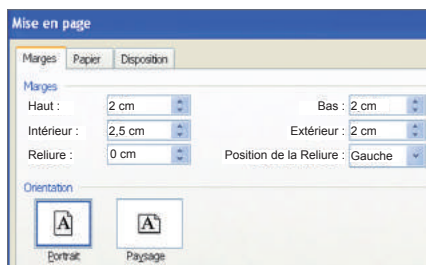 Mise en page
Marges Papier Disposition
Marges
Haut : 2 cm Bas : 2 cm
Intérieur : 2,5 cm Extérieur : 2 cm
Reliure : 0 cm Position de la Reliure : Gauche
Orientation
A A
Portrait Paysage